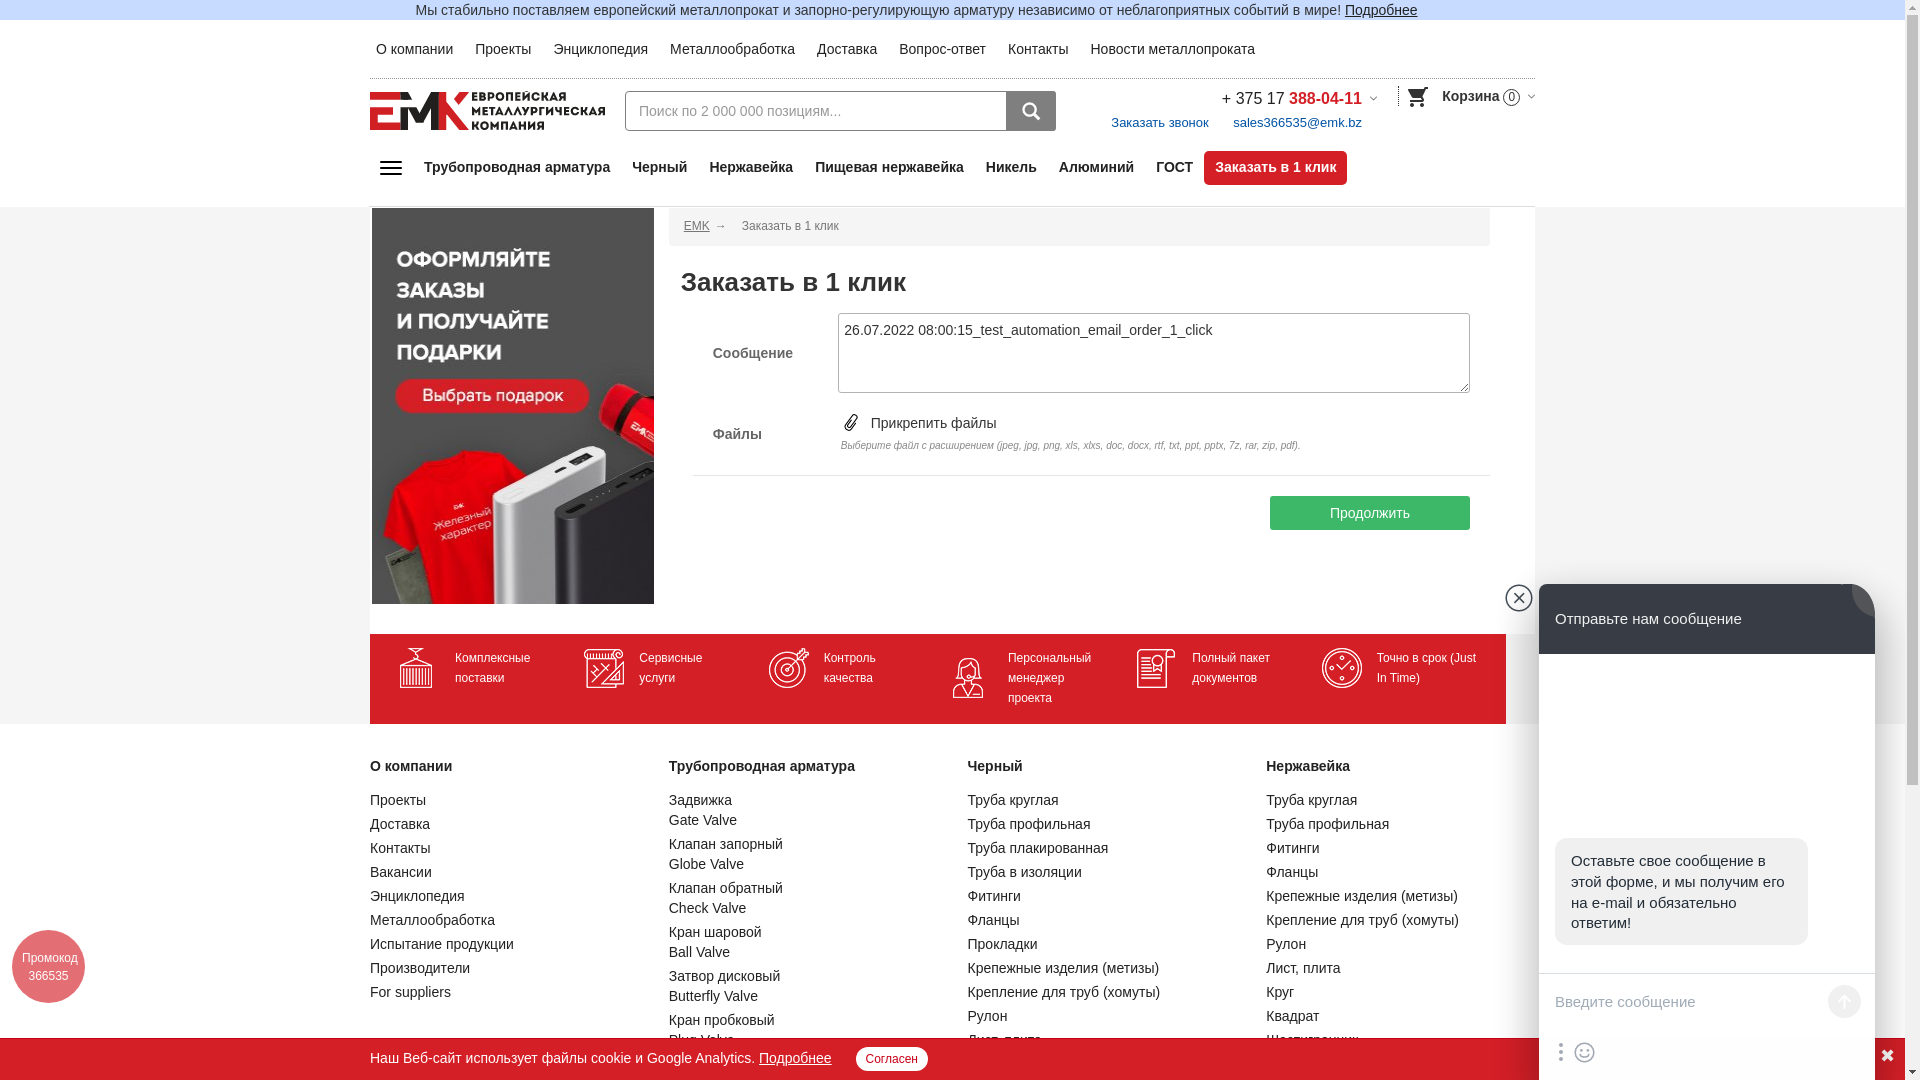 Мы стабильно поставляем европейский металлопрокат и запорно-регулирующую арматуру независимо от неблагоприятных событий в мире! Подробнее
О компании Проекты Энциклопедия Металлообработка Доставка Вопрос-ответ Контакты Новости металлопроката
ЕМК ЕВРОПЕЙСКАЯ
МЕТАЛЛУРГИЧЕСКАЯ
КОМПАНИЯ
Поиск по 2 000 000 позициям...
+ 375 17 388-04-11
Заказать звонок sales366535@emk.bz
Корзина 0
Трубопроводная арматура Черный Нержавейка Пищевая нержавейка Никель Алюминий ГОСТ Заказать в 1 клик
ОФОРМЛЯЙТЕ
ЗАКАЗЫ
И ПОЛУЧАЙТЕ
ПОДАРКИ
Выбрать подарок
ЕМК
ЕМК
Железный
характер
ЕМК → Заказать в 1 клик
Заказать в 1 клик
Сообщение
26.07.2022 08:00:15_test_automation_email_order_1_click
Файлы
Прикрепить файлы
Выберите файл с расширением (jpeg, jpg, png, xls, xlxs, doc, docx, rtf, txt, ppt, pptx, 7z, rar, zip, pdf).
Продолжить
Комплексные
поставки
Сервисные
услуги
Контроль
качества
Персональный
менеджер
проекта
Полный пакет
документов
Точно в срок (Just
In Time)
О компании
Проекты
Доставка
Контакты
Вакансии
Энциклопедия
Металлообработка
Испытание продукции
Производители
For suppliers
Трубопроводная арматура
Задвижка
Gate Valve
Клапан запорный
Globe Valve
Клапан обратный
Check Valve
Кран шаровой
Ball Valve
Затвор дисковый
Butterfly Valve
Кран пробковый
Plug Valve
Черный
Труба круглая
Труба профильная
Труба плакированная
Труба в изоляции
Фитинги
Фланцы
Прокладки
Крепежные изделия (метизы)
Крепление для труб (хомуты)
Рулон
Лист, плита
Нержавейка
Труба круглая
Труба профильная
Фитинги
Фланцы
Крепежные изделия (метизы)
Крепление для труб (хомуты)
Рулон
Лист, плита
Круг
Квадрат
Шестигранник
Промокод
366535
Отправьте нам сообщение
Оставьте свое сообщение в
этой форме, и мы получим его
на e-mail и обязательно
ответим!
Введите сообщение
Наш Веб-сайт использует файлы cookie и Google Analytics. Подробнее Согласен